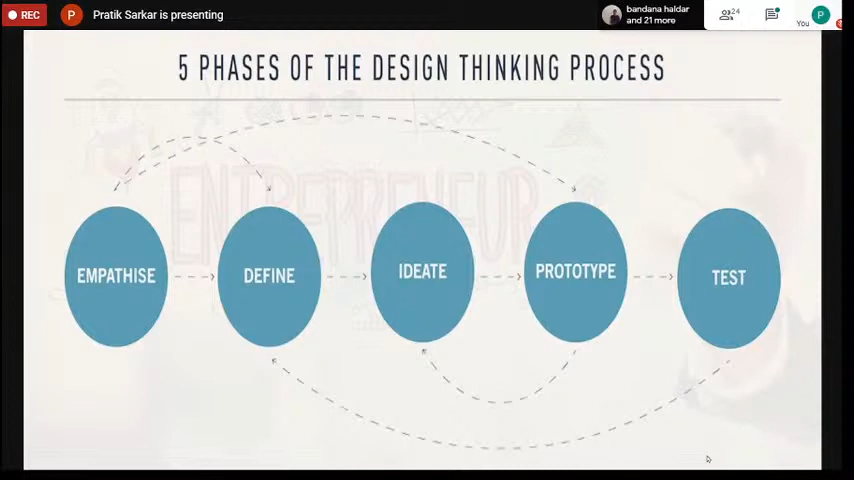 REC
P
Pratik Sarkar is presenting
bandana haldar
and 21 more
24
You
P
5 PHASES OF THE DESIGN THINKING PROCESS
ENTREPRENEUR
EMPATHISE
DEFINE
IDEATE
PROTOTYPE
TEST